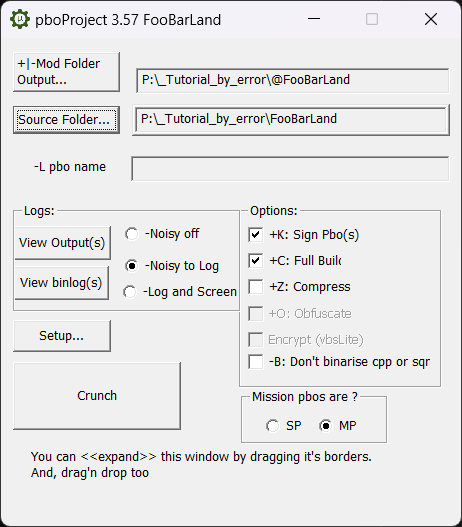 pboProject 3.57 FooBarLand
+|-Mod Folder
Output...
P:\_Tutorial_by_error\@FooBarLand
Source Folder...
P:\_Tutorial_by_error\FooBarLand
-L pbo name
Logs:
View Output(s)
-Noisy off
-Noisy to Log
View binlog(s)
-Log and Screen
Options:
+K: Sign Pbo(s)
+C: Full Build
+Z: Compress
+O: Obfuscate
Encrypt (vbsLite)
-B: Don't binarise cpp or sqr
Setup...
Crunch
Mission pbos are ?
SP
MP
You can <<expand>> this window by dragging it's borders.
And, drag'n drop too